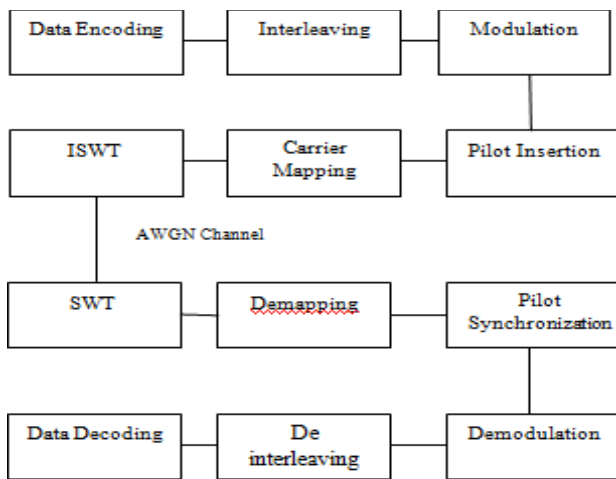 Data Encoding
Interleaving
Modulation
ISWT
Carrier
Mapping
Pilot Insertion
AWGN Channel
SWT
Demapping
Pilot
Synchronization
Data Decoding
De
interleaving
Demodulation